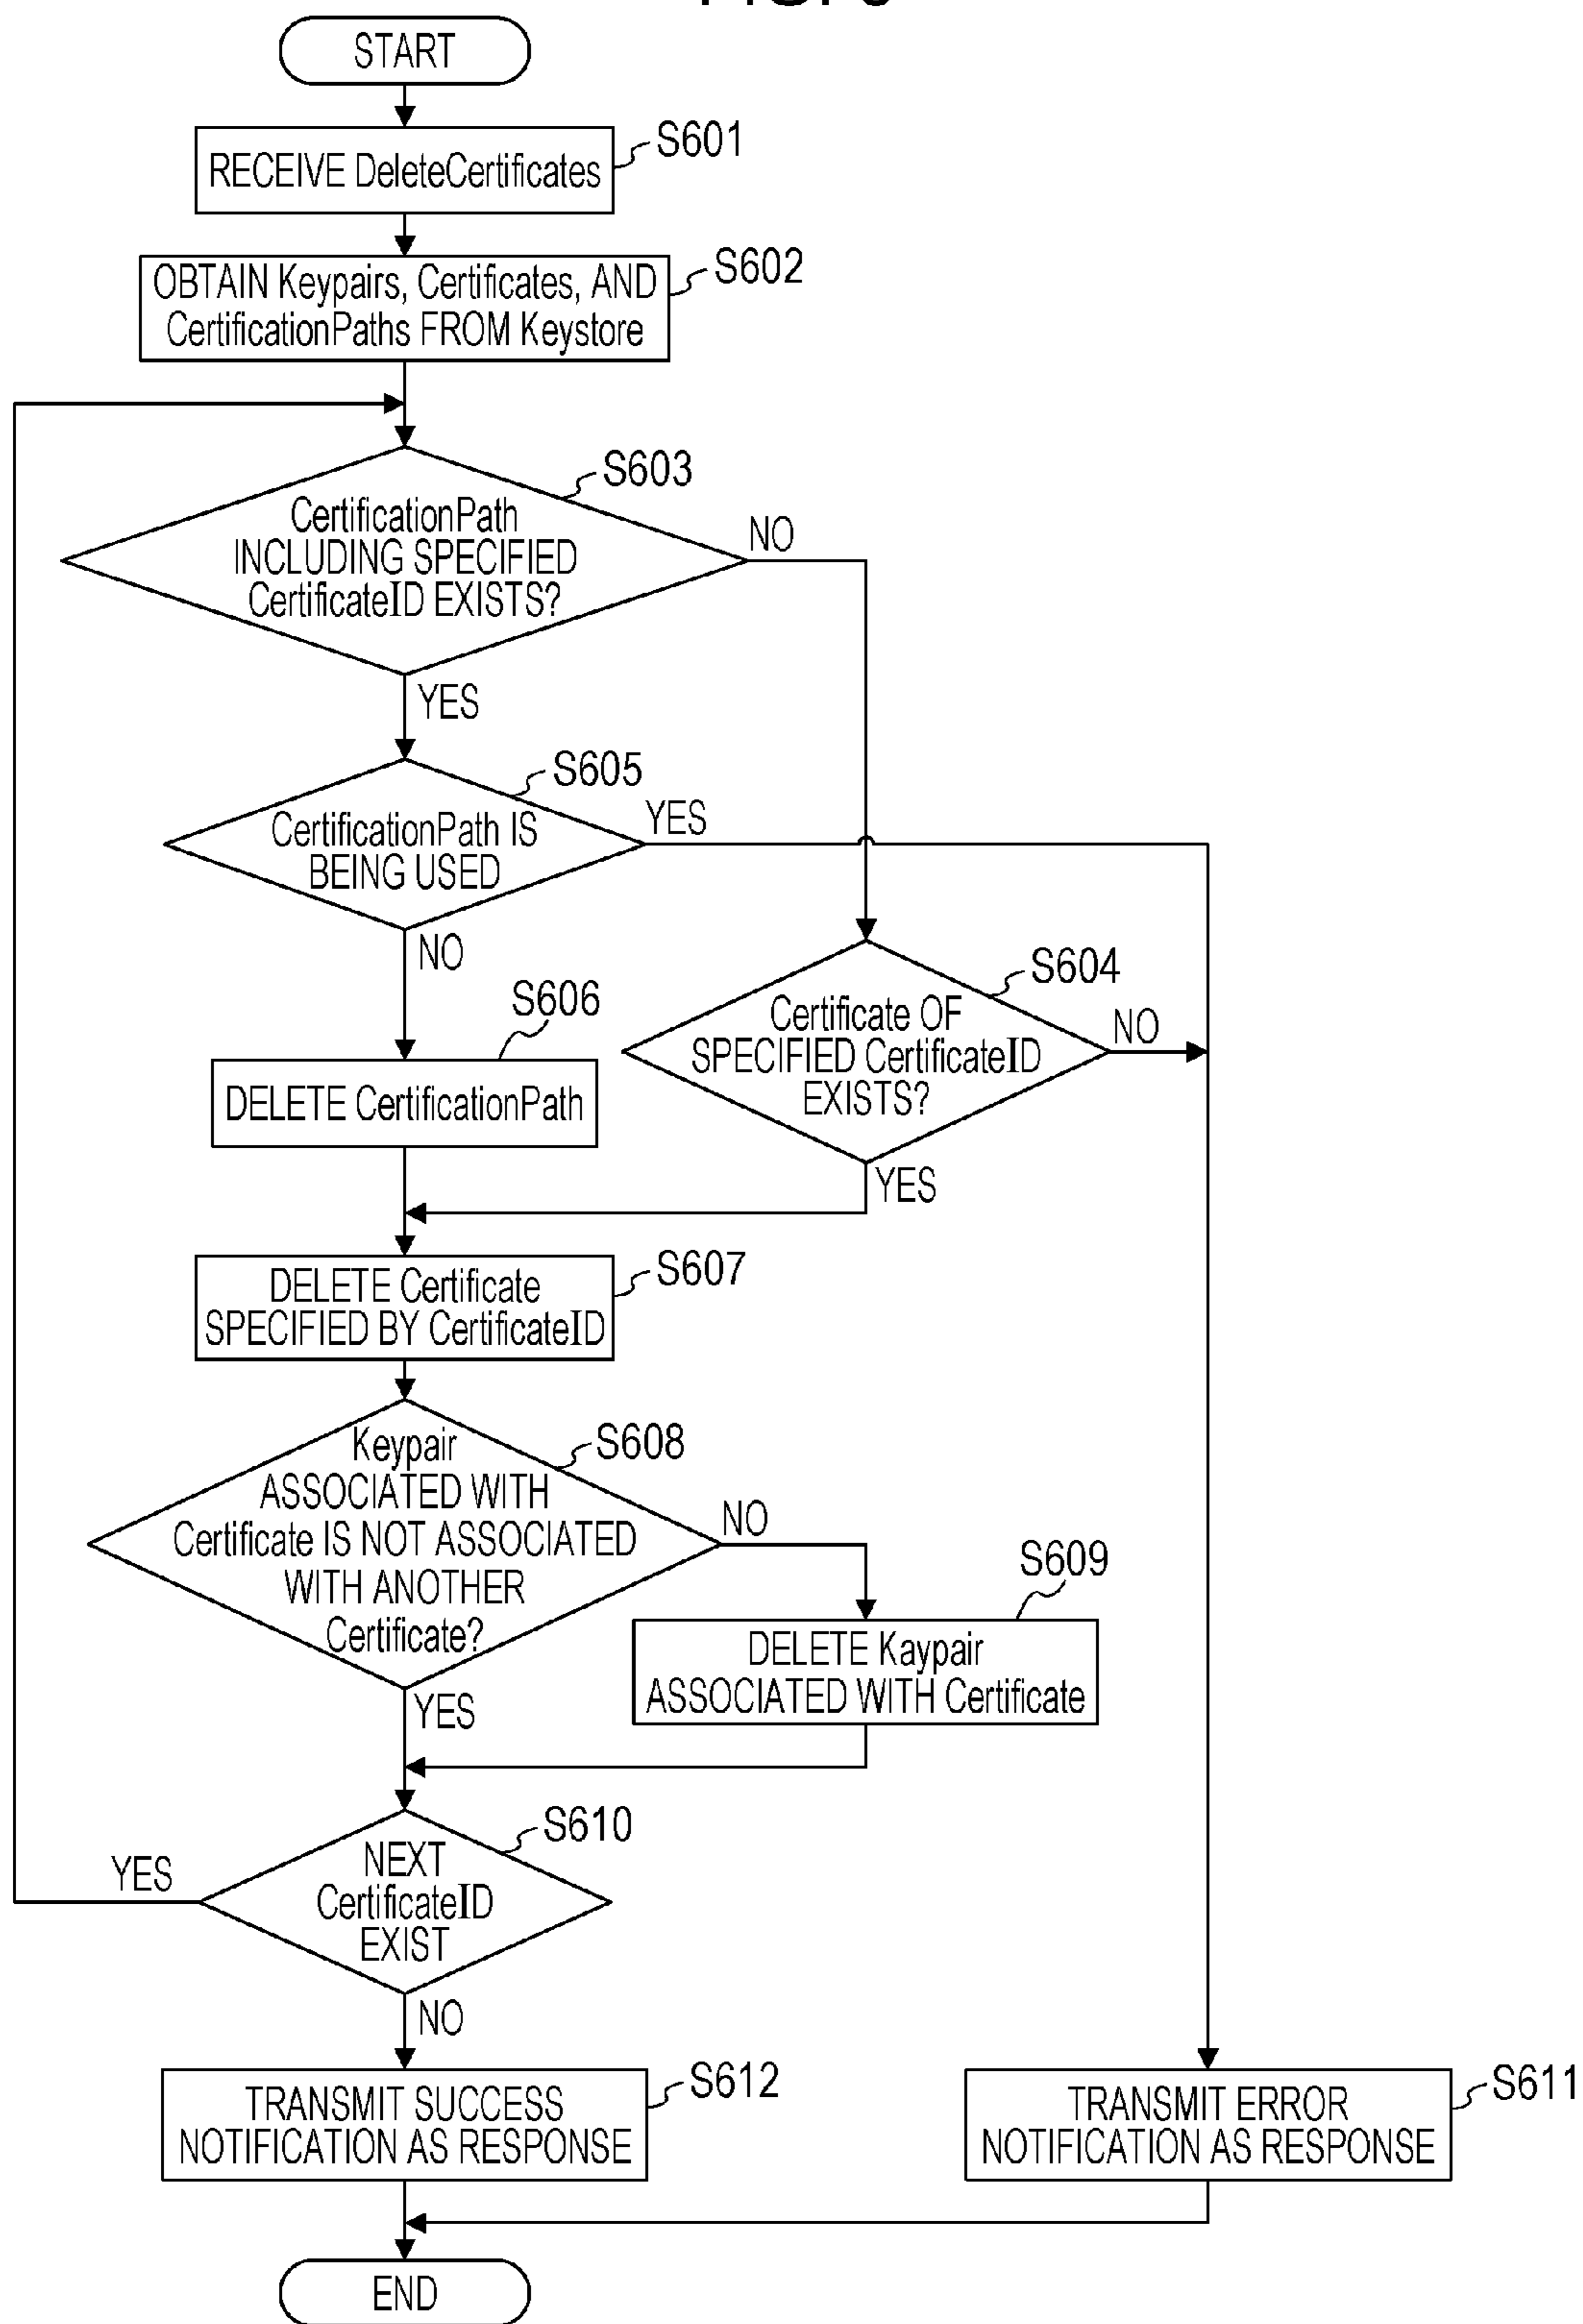 START
S601
RECEIVE DeleteCertificates
S602
OBTAIN Keypairs, Certificates, AND
CertificationPaths FROM Keystore
S603
CertificationPath
INCLUDING SPECIFIED
CertificateID EXISTS?
NO
YES
S605
CertificationPath IS
BEING USED
YES
NO
S604
Certificate OF
SPECIFIED CertificateID
EXISTS?
NO
YES
S606
DELETE CertificationPath
S607
DELETE Certificate
SPECIFIED BY CertificateID
S608
Keypair
ASSOCIATED WITH
Certificate IS NOT ASSOCIATED
WITH ANOTHER
Certificate?
NO
YES
S609
DELETE Kaypair
ASSOCIATED WITH Certificate
S610
NEXT
CertificateID
EXIST
YES
NO
S612
TRANSMIT SUCCESS
NOTIFICATION AS RESPONSE
S611
TRANSMIT ERROR
NOTIFICATION AS RESPONSE
END